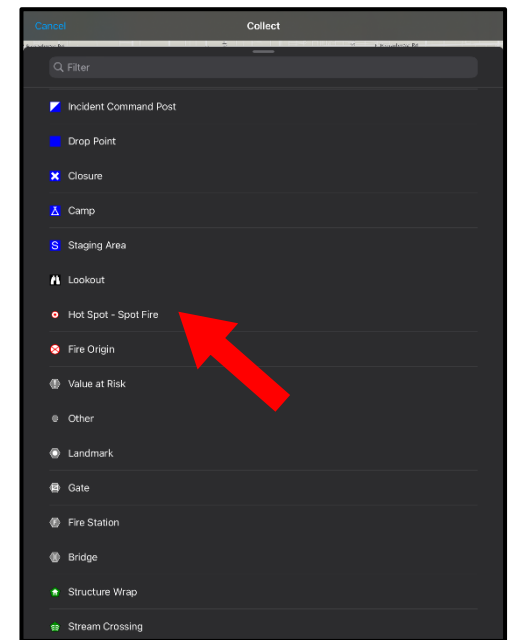 Cancel
Collect
Filter
Incident Command Post
Drop Point
Closure
Camp
S
Staging Area
Lookout
Hot Spot - Spot Fire
Fire Origin
Value at Risk
Other
Landmark
Gate
Fire Station
Bridge
Structure Wrap
Stream Crossing